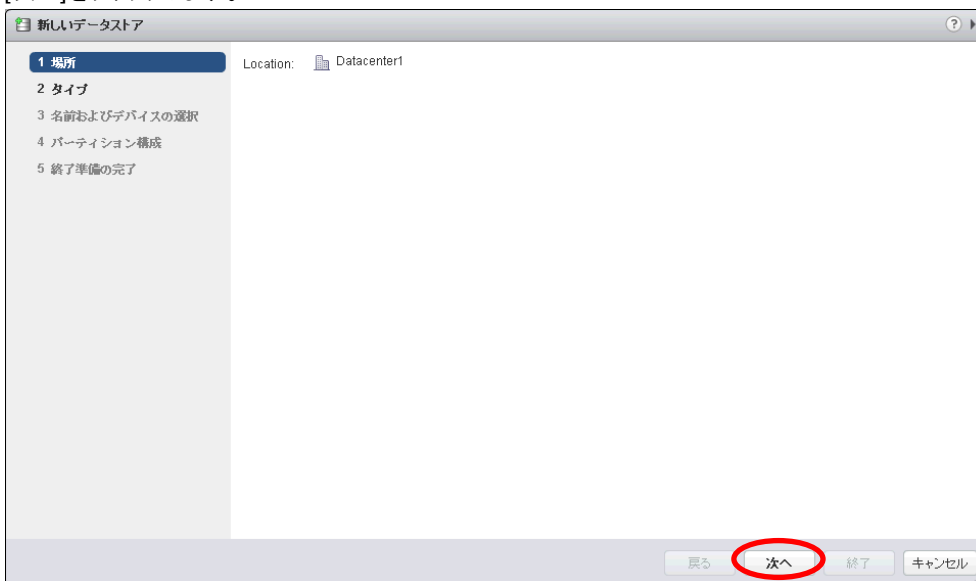 新しいデータストア
1 場所
2 タイプ
3 名前およびデバイスの選択
4 パーティション構成
5 終了準備の完了
Location: Datacenter1
戻る 次へ 終了 キャンセル